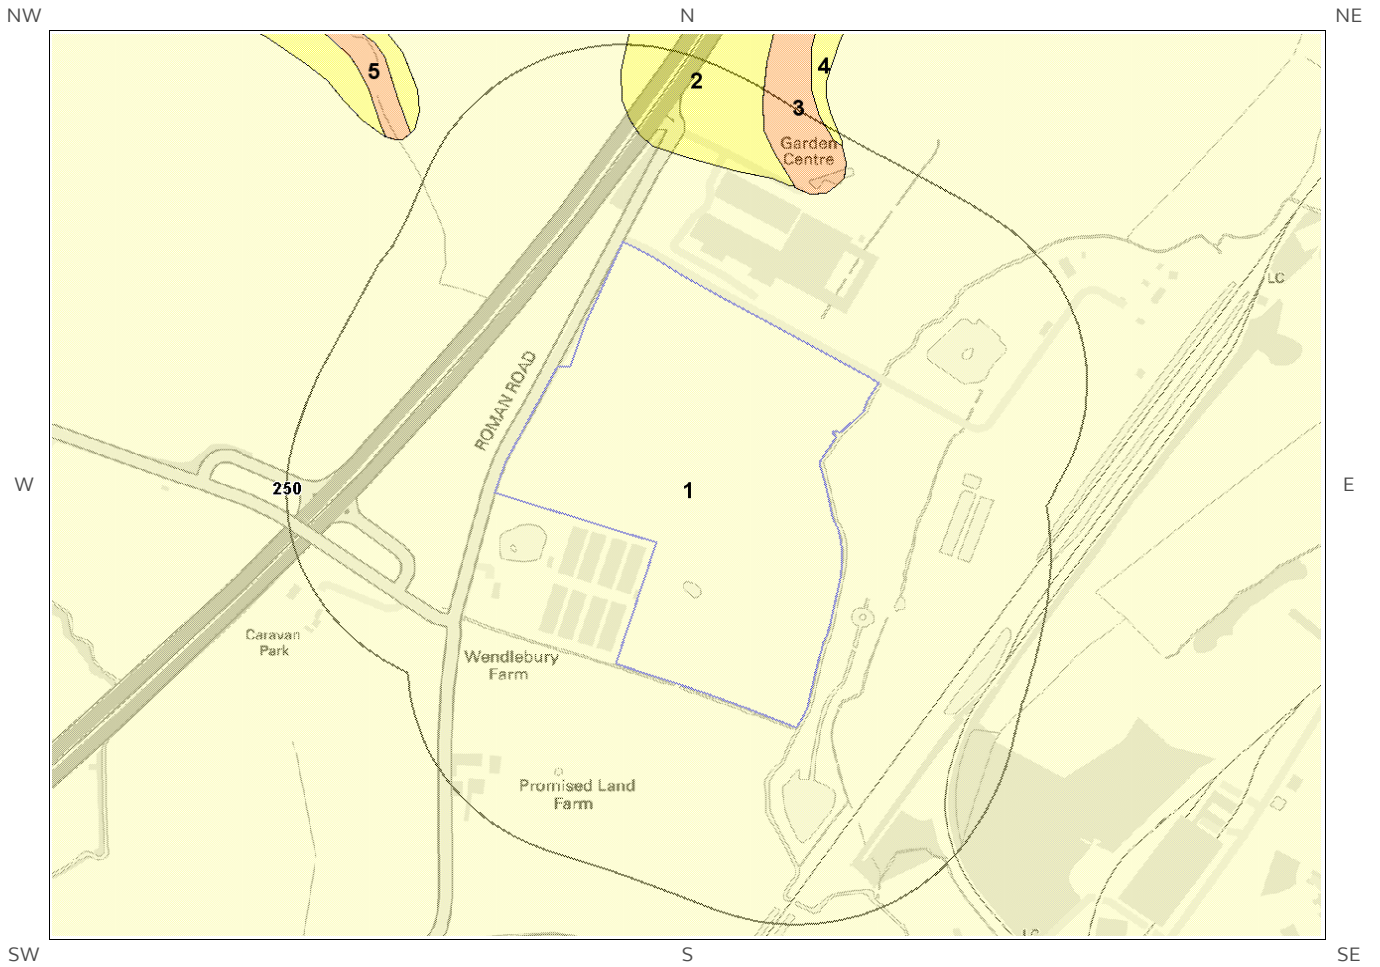 NW
N
NE
5
2
4
3
Garden
Centre
LC
ROMAN ROAD
W
250
1
E
Caravan
Park
Wendlebury
Farm
Promised Land
Farm
LC
SW
S
SE